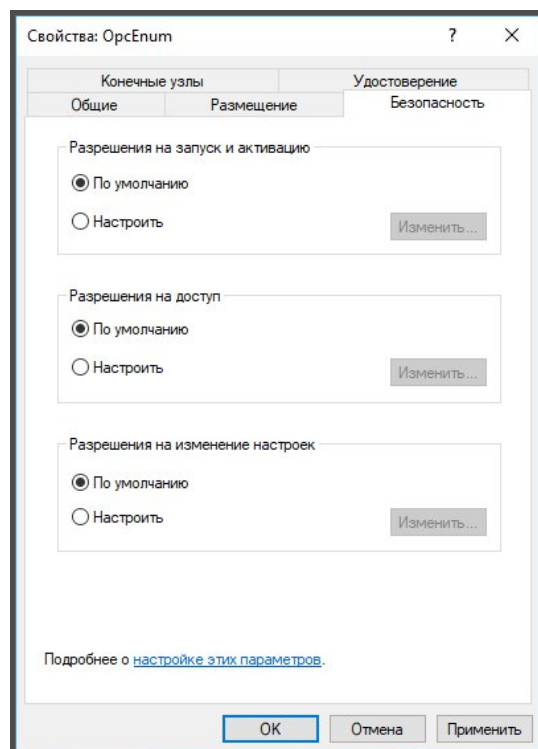 Свойства: OpcEnum
?
Конечные узлы
Удостоверение
Общие
Размещение
Безопасность
Разрешения на запуск и активацию
По умолчанию
Настроить
Изменить...
Разрешения на доступ
По умолчанию
Настроить
Изменить...
Разрешения на изменение настроек
По умолчанию
Настроить
Изменить...
Подробнее о настройке этих параметров.
OK
Отмена
Применить